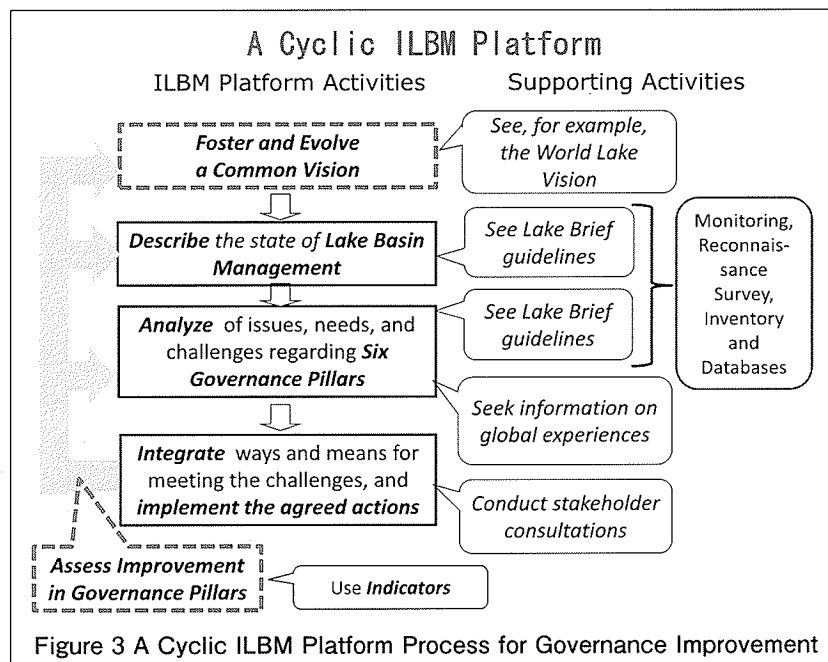 A Cyclic ILBM Platform
ILBM Platform Activities
Supporting Activities
Foster and Evolve
a Common Vision
See, for example,
the World Lake
Vision
Describe the state of Lake Basin
Management
See Lake Brief
guidelines
Analyze of issues, needs, and
challenges regarding Six
Governance Pillars
See Lake Brief
guidelines
Monitoring,
Reconnais-
sance
Survey,
Inventory
and
Databases
Seek information on
global experiences
Integrate ways and means for
meeting the challenges, and
implement the agreed actions
Conduct stakeholder
consultations
Assess Improvement
in Governance Pillars
Use Indicators
Figure 3 A Cyclic ILBM Platform Process for Governance Improvement